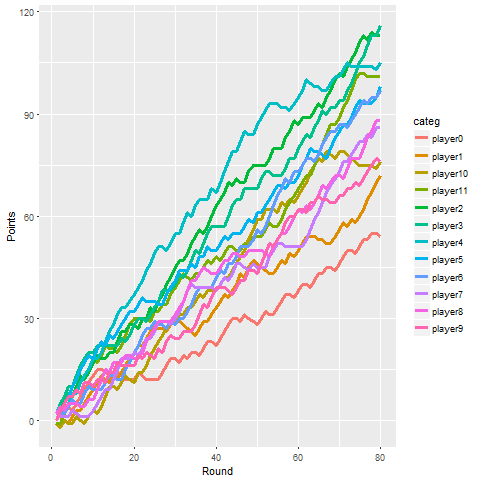 120
90
60
30
0
Points
0 20 40 60 80
Round
categ
player0
player1
player10
player11
player2
player3
player4
player5
player6
player7
player8
player9